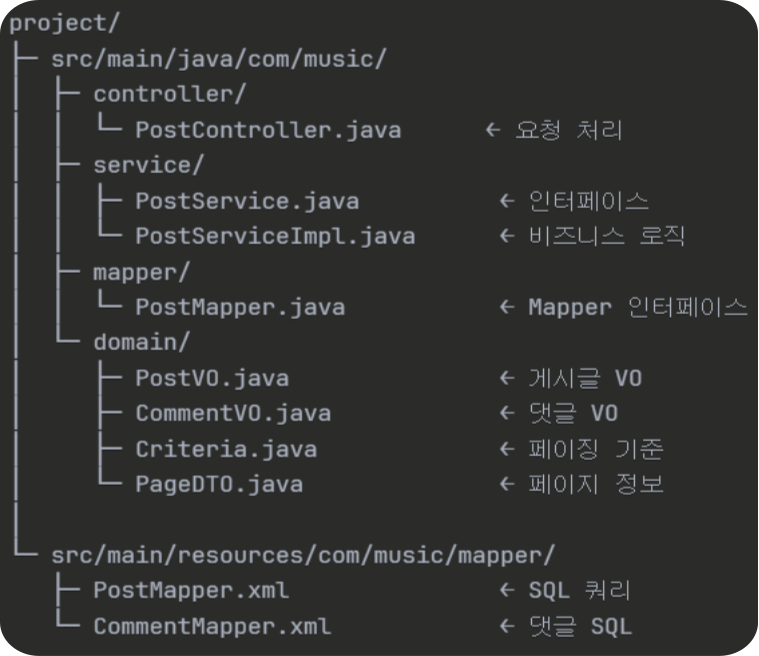 project/
├─ src/main/java/com/music/
│  ├─ controller/
│  │  └─ PostController.java      ← 요청 처리
│  ├─ service/
│  │  ├─ PostService.java          ← 인터페이스
│  │  └─ PostServiceImpl.java      ← 비즈니스 로직
│  ├─ mapper/
│  │  └─ PostMapper.java           ← Mapper 인터페이스
│  └─ domain/
│     ├─ PostVO.java               ← 게시글 VO
│     ├─ CommentVO.java            ← 댓글 VO
│     ├─ Criteria.java             ← 페이징 기준
│     └─ PageDTO.java              ← 페이지 정보
│
└─ src/main/resources/com/music/mapper/
   ├─ PostMapper.xml               ← SQL 쿼리
   └─ CommentMapper.xml            ← 댓글 SQL